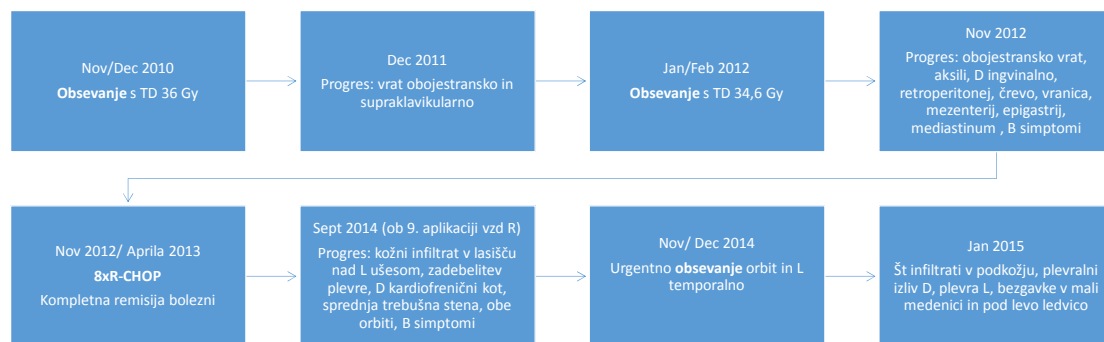 Nov/Dec 2010
Obsevanje s TD 36 Gy
Dec 2011
Progres: vrat obojestransko in
supraklavikularno
Jan/Feb 2012
Obsevanje s TD 34,6 Gy
Nov 2012
Progres: obojestransko vrat,
aksili, D ingvinalno,
retroperitonej, črevo, vranica,
mezenterij, epigastrij,
mediastinum , B simptomi
Nov 2012/ Aprila 2013
8xR-CHOP
Kompletna remisija bolezni
Sept 2014 (ob 9. aplikaciji vzd R)
Progres: kožni infiltrat v lasišču
nad L ušesom, zadebelitev
plevre, D kardiofrenični kot,
sprednja trebušna stena, obe
orbiti, B simptomi
Nov/ Dec 2014
Urgentno obsevanje orbit in L
temporalno
Jan 2015
Št infiltrati v podkožju, plevralni
izliv D, plevra L, bezgavke v mali
medenici in pod levo ledvico